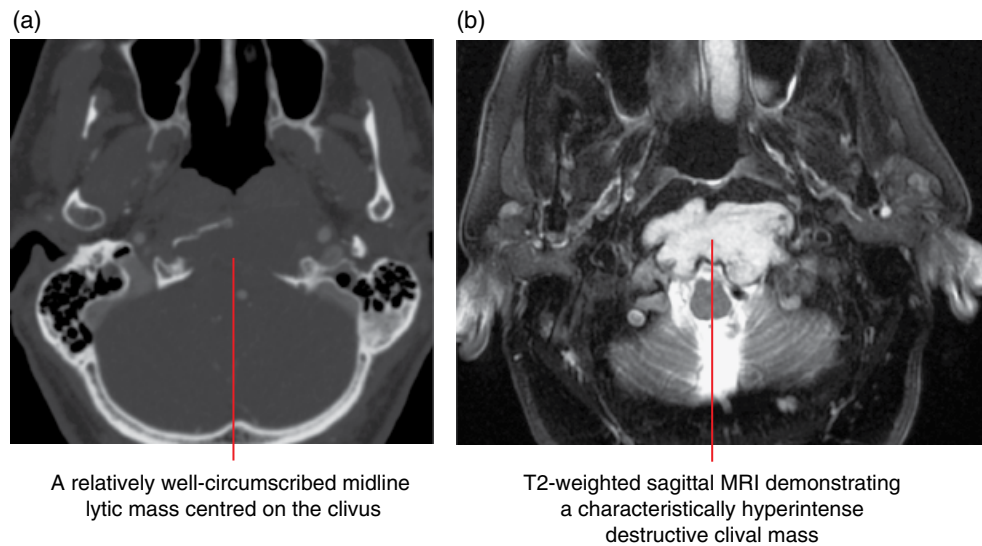 (a)
(b)
A relatively well-circumscribed midline
lytic mass centred on the clivus
T2-weighted sagittal MRI demonstrating
a characteristically hyperintense
destructive clival mass